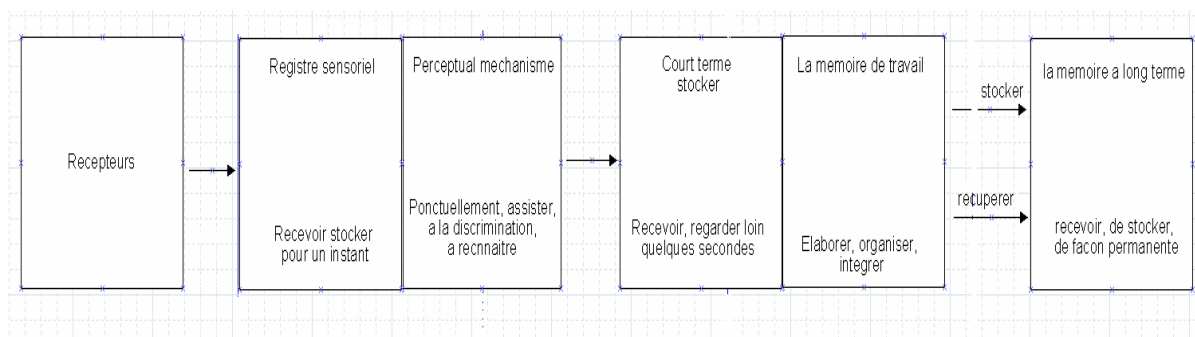 Recepteurs
Registre sensoriel
Recevoir stocker
pour un instant
Perceptual mechanisme
Ponctuellement, assister,
a la discrimination,
a recnnaitre
Court terme
stocker
Recevoir, regarder loin
quelques secondes
La memoire de travail
Elaborer, organiser,
integrer
stocker
recuperer
la memoire a long terme
recevoir, de stocker,
de facon permanente